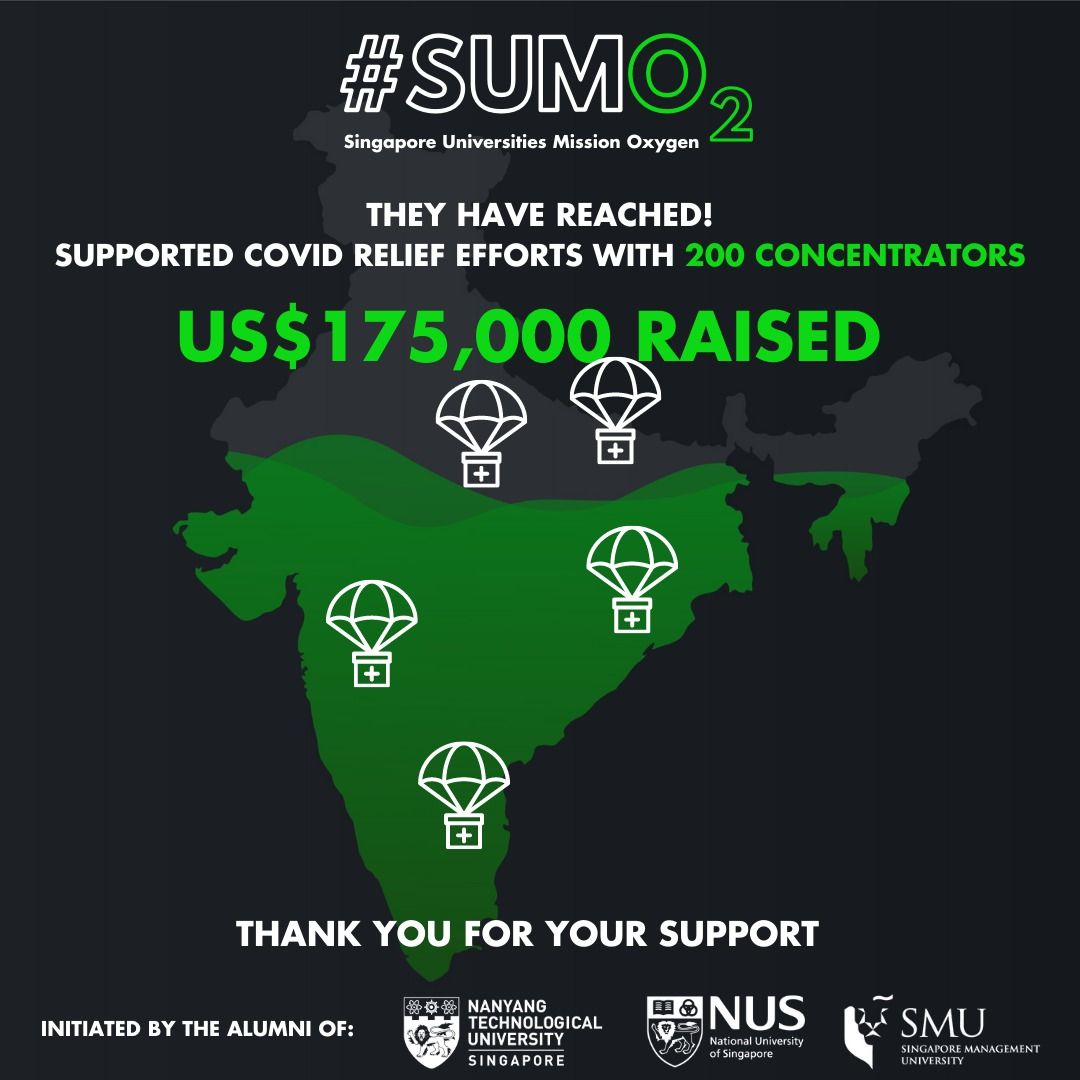 #SUMO2
Singapore Universities Mission Oxygen
THEY HAVE REACHED!
SUPPORTED COVID RELIEF EFFORTS WITH 200 CONCENTRATORS
US$175,000 RAISED
THANK YOU FOR YOUR SUPPORT
INITIATED BY THE ALUMNI OF:
NANYANG
TECHNOLOGICAL
UNIVERSITY
SINGAPORE
NUS
National University
of Singapore
SMU
SINGAPORE MANAGEMENT
UNIVERSITY